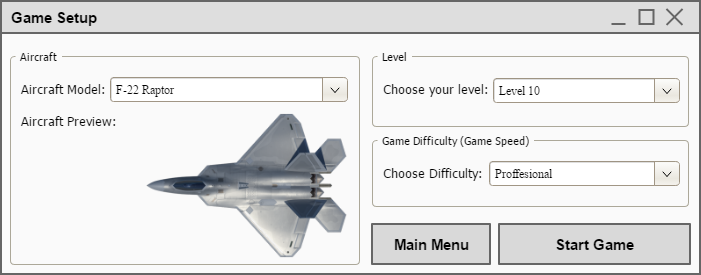 Game Setup
Aircraft
Aircraft Model: F-22 Raptor
Aircraft Preview:
Level
Choose your level: Level 10
Game Difficulty (Game Speed)
Choose Difficulty: Proffesional
Main Menu
Start Game